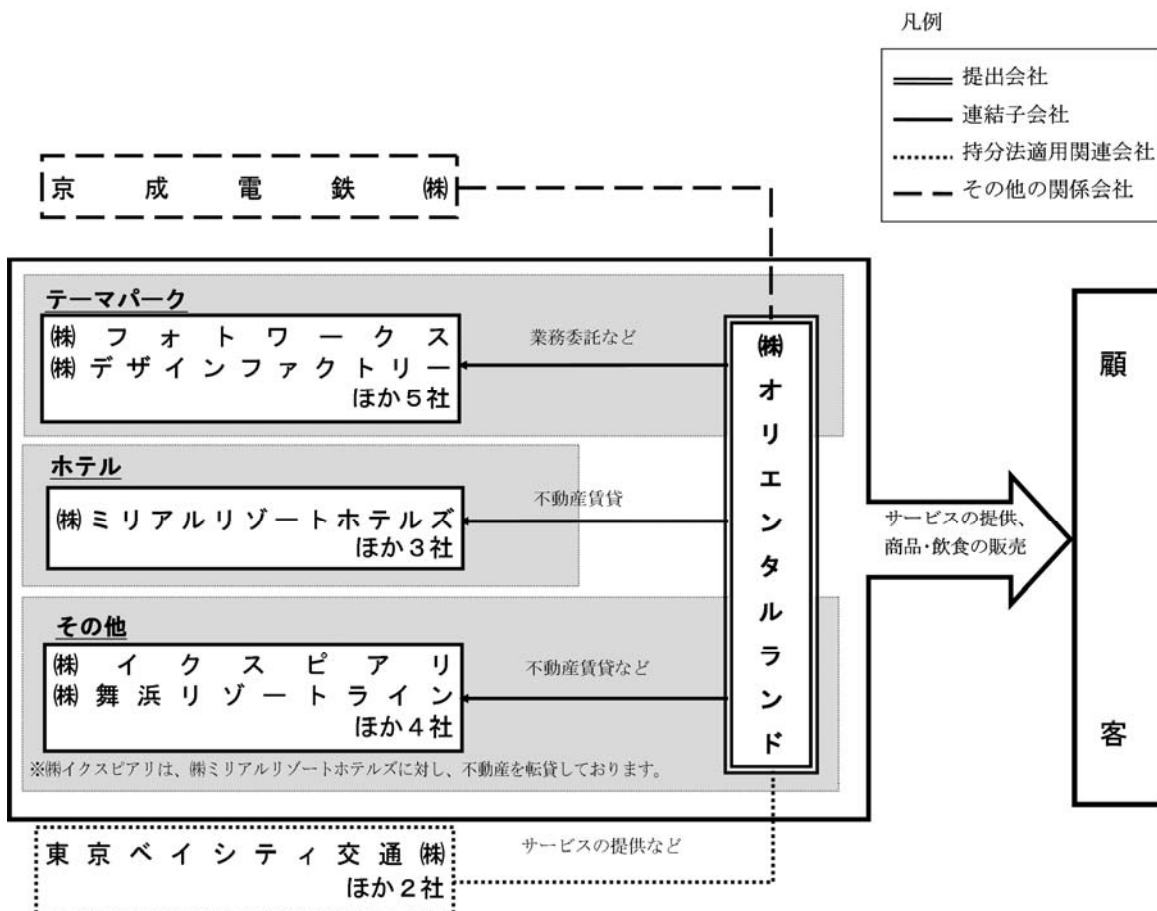 凡例
提出会社
連結子会社
持分法適用関連会社
その他の関係会社
京成電鉄㈱
テーマパーク
㈱フォトワークス
㈱デザインファクトリー
ほか5社
業務委託など
ホテル
㈱ミリアルリゾートホテルズ
ほか3社
不動産賃貸
その他
㈱イクスピアリ
㈱舞浜リゾートライン
ほか4社
不動産賃貸など
※㈱イクスピアリは、㈱ミリアルリゾートホテルズに対し、不動産を転貸しております。
㈱オリエンタルランド
サービスの提供、
商品・飲食の販売
顧客
東京ベイシティ交通㈱
ほか2社
サービスの提供など